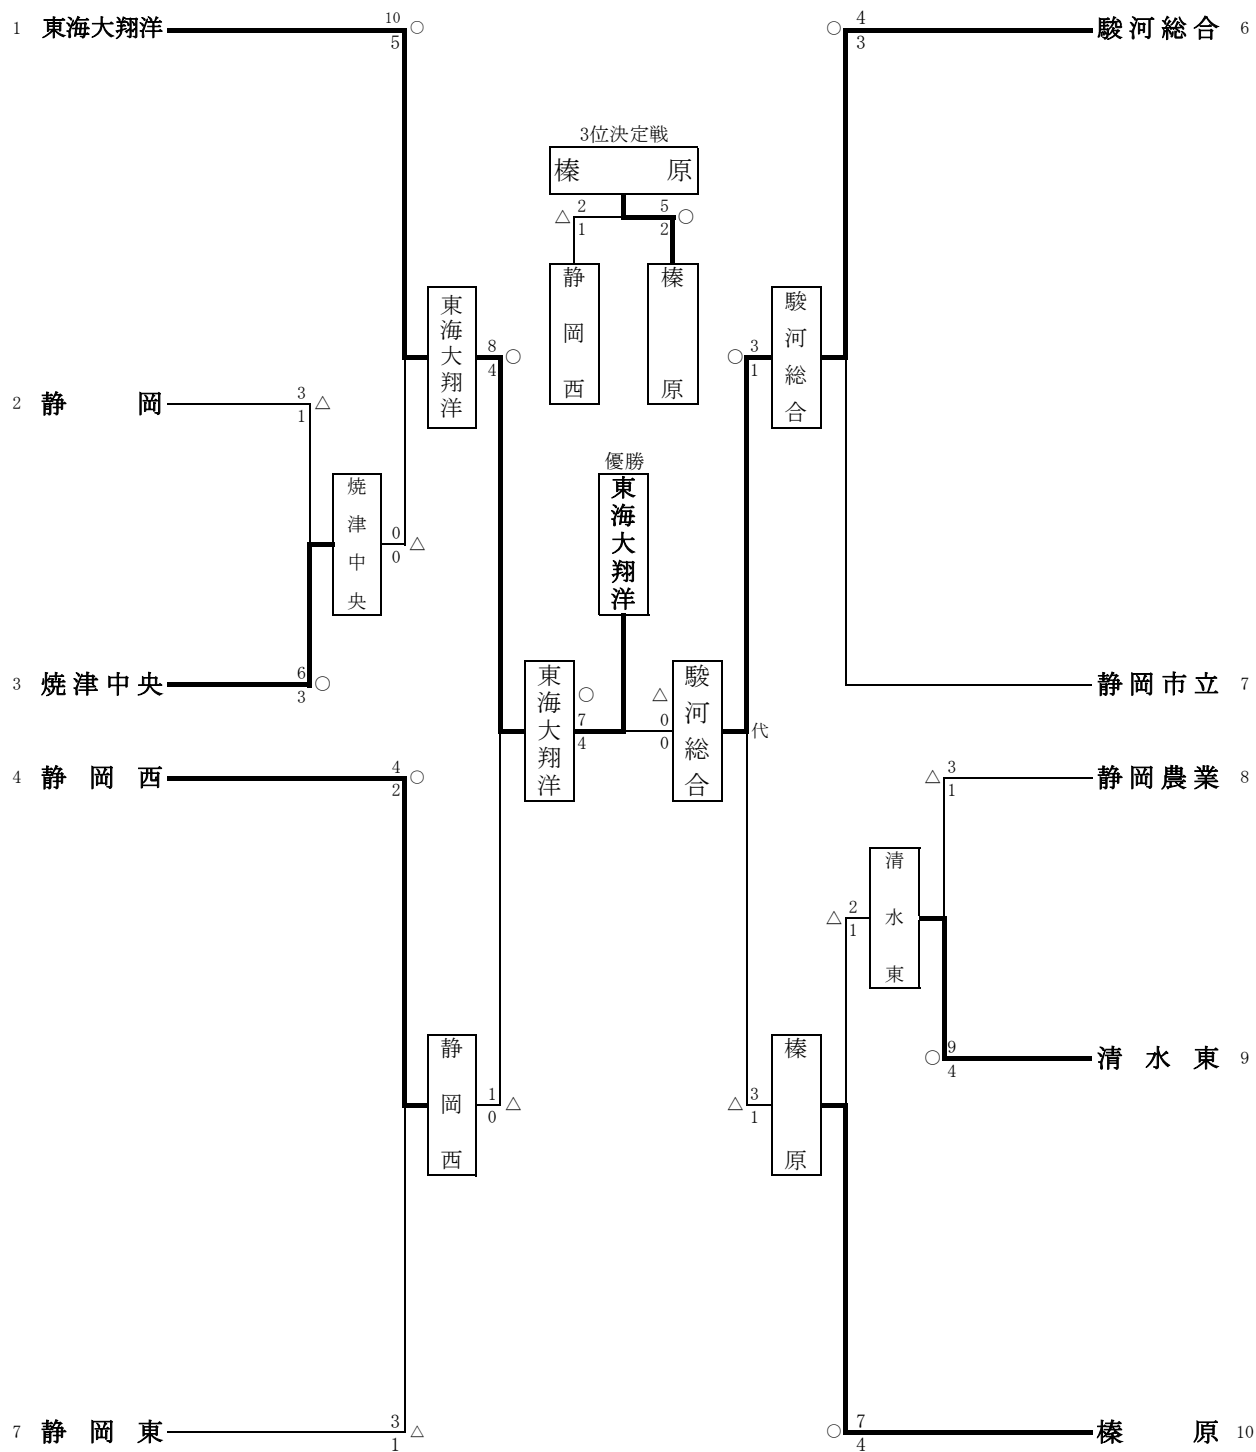 1 東海大翔洋
10
5
○
○
4
3
駿河総合 6
3位決定戦
榛原
△
2
1
5
2
○
静岡西
榛原
東海大翔洋
8
4
○
○
3
1
駿河総合
2 静岡
3
1
△
焼津中央
0
0
△
優勝
東海大翔洋
3 焼津中央
6
3
○
静岡市立 7
東海大翔洋
○
7
4
△
0
0
駿河総合
代
4 静岡西
4
2
○
△
3
1
静岡農業 8
△
2
1
清水東
○
9
4
清水東 9
静岡西
1
0
△
△
3
1
榛原
7 静岡東
3
1
△
○
7
4
榛原 10